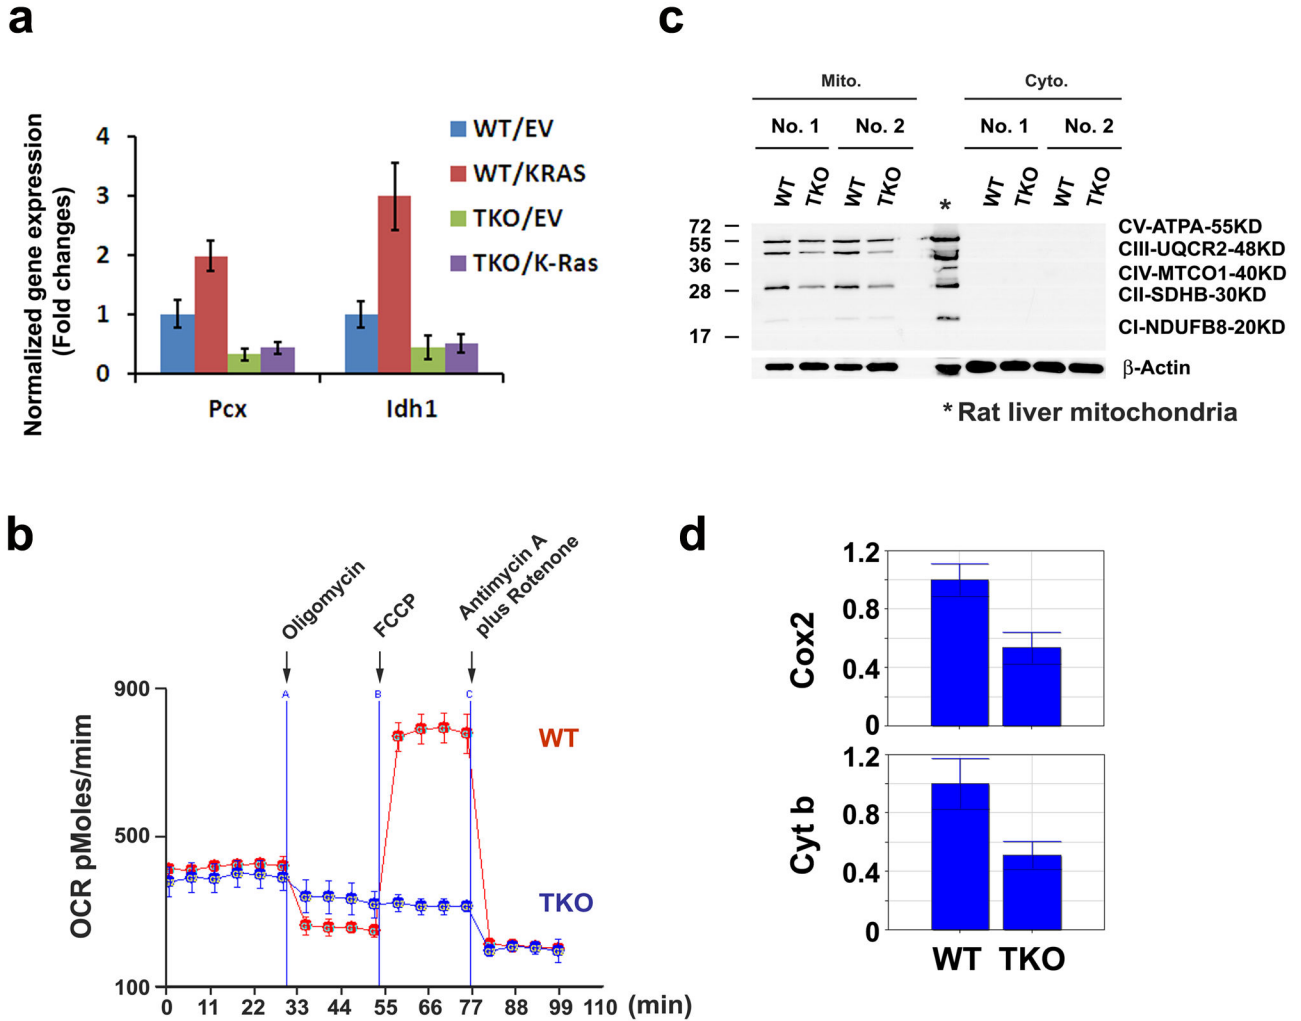 a
Normalized gene expression
(Fold changes)
4
3
2
1
0
WT/EV
WT/KRAS
TKO/EV
TKO/K-Ras
Pcx
Idh1
c
Mito.
Cyto.
No. 1
No. 2
No. 1
No. 2
WT
TKO
WT
TKO
*
WT
TKO
WT
TKO
72
55
36
28
17
CV-ATPA-55KD
CIII-UQCR2-48KD
CIV-MTCO1-40KD
CII-SDHB-30KD
CI-NDUFB8-20KD
β-Actin
* Rat liver mitochondria
b
Oligomycin
FCCP
Antimycin A
plus Rotenone
A
B
C
OCR pMoles/mim
900
500
100
WT
TKO
0 11 22 33 44 55 66 77 88 99 110 (min)
d
Cox2
1.2
0.8
0.4
0
Cyt b
1.2
0.8
0.4
0
WT TKO